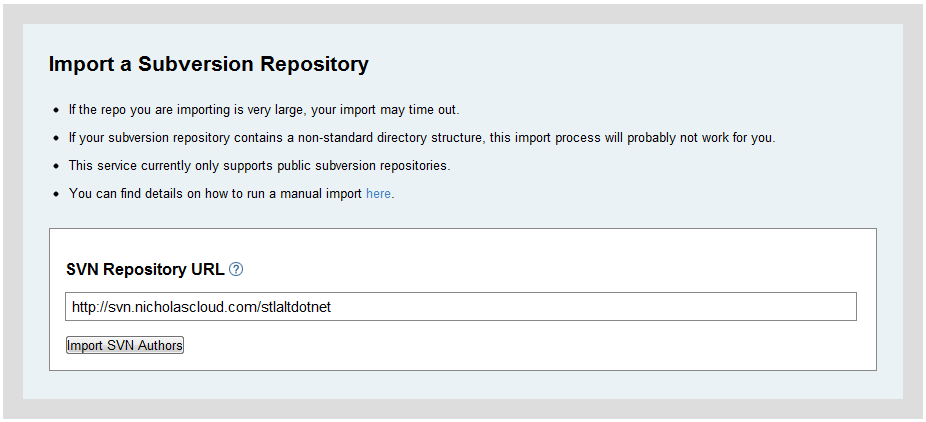 Import a Subversion Repository
If the repo you are importing is very large, your import may time out.
If your subversion repository contains a non-standard directory structure, this import process will probably not work for you.
This service currently only supports public subversion repositories.
You can find details on how to run a manual import here.
SVN Repository URL ?
http://svn.nicholascloud.com/stlaltdotnet
Import SVN Authors